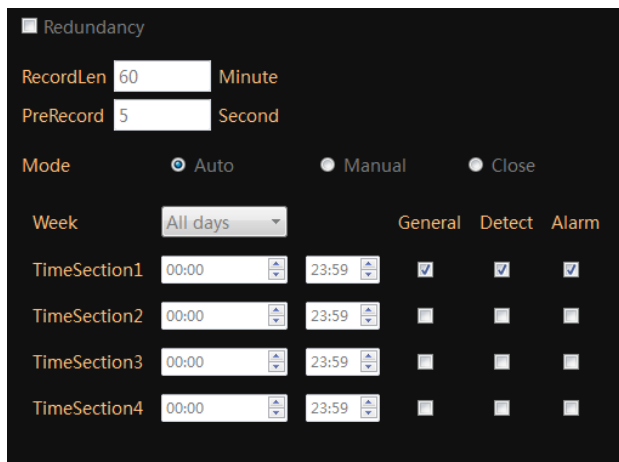 Redundancy
RecordLen 60 Minute
PreRecord 5 Second
Mode Auto Manual Close
Week All days General Detect Alarm
TimeSection1 00:00 23:59
TimeSection2 00:00 23:59
TimeSection3 00:00 23:59
TimeSection4 00:00 23:59